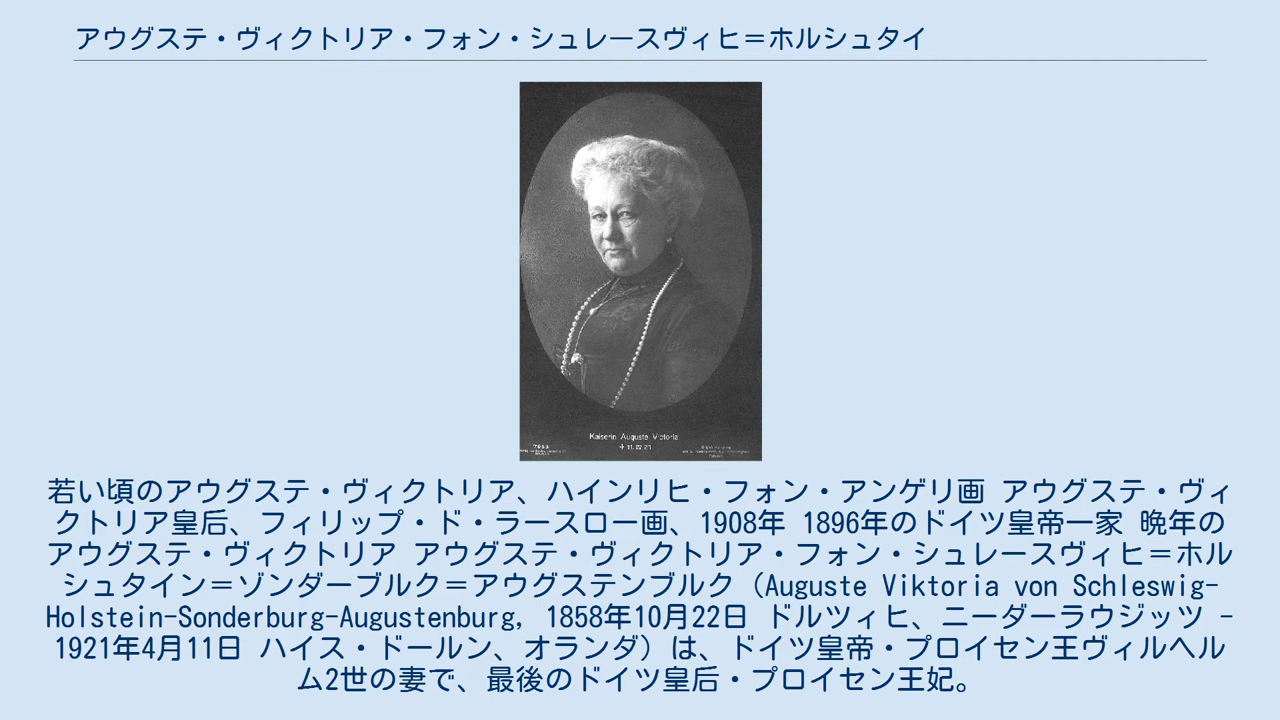 アウグステ・ヴィクトリア・フォン・シュレースヴィヒ＝ホルシュタイ
Kaiserin Auguste Victoria
若い頃のアウグステ・ヴィクトリア、ハインリヒ・フォン・アンゲリ画 アウグステ・ヴィ
クトリア皇后、フィリップ・ド・ラースロー画、1908年 1896年のドイツ皇帝一家 晩年の
アウグステ・ヴィクトリア アウグステ・ヴィクトリア・フォン・シュレースヴィヒ＝ホル
シュタイン＝ゾンダーブルク＝アウグステンブルク（Auguste Viktoria von Schleswig-
Holstein-Sonderburg-Augustenburg, 1858年10月22日 ドルツィヒ、ニーダーラウジッツ -
1921年4月11日 ハイス・ドールン、オランダ）は、ドイツ皇帝・プロイセン王ヴィルヘル
ム2世の妻で、最後のドイツ皇后・プロイセン王妃。